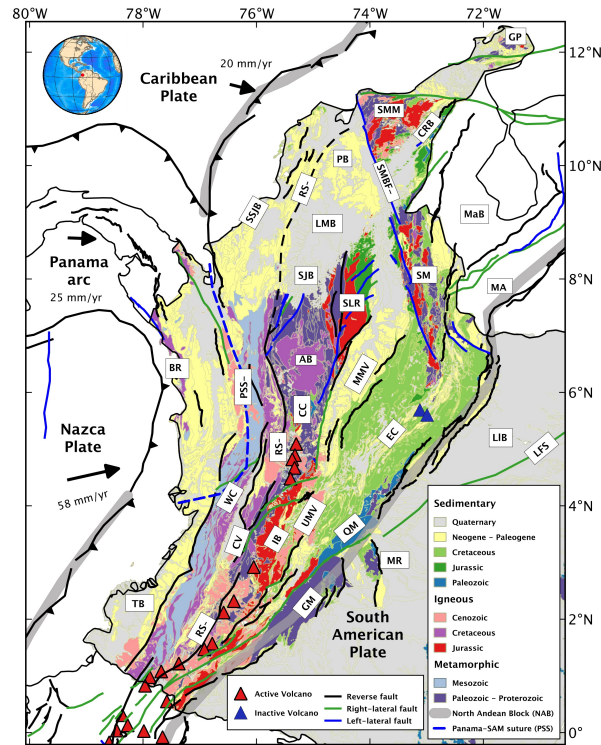 80°W 78°W 76°W 74°W 72°W
GP
12°N
20 mm/yr
Caribbean
Plate
SMM
CRB
10°N
PB
RS-
SMBF-
SSJB
LMB
MaB
Panama
arc
25 mm/yr
SJB
SM
MA
8°N
SLR
BR
AB
MMV
PSS-
6°N
CC
EC
Nazca
Plate
RS-
LlB
LFS
58 mm/yr
WC
4°N
UMV
QM
CV
IB
MR
TB
GM
RS-
South
American
Plate
2°N
0°
Sedimentary
Quaternary
Neogene - Paleogene
Cretaceous
Jurassic
Paleozoic
Igneous
Cenozoic
Cretaceous
Jurassic
Metamorphic
Mesozoic
Paleozoic - Proterozoic
North Andean Block (NAB)
Panama-SAM suture (PSS)
Active Volcano
Inactive Volcano
Reverse fault
Right-lateral fault
Left-lateral fault